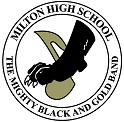 MILTON HIGH SCHOOL
THE MIGHTY BLACK AND GOLD BAND